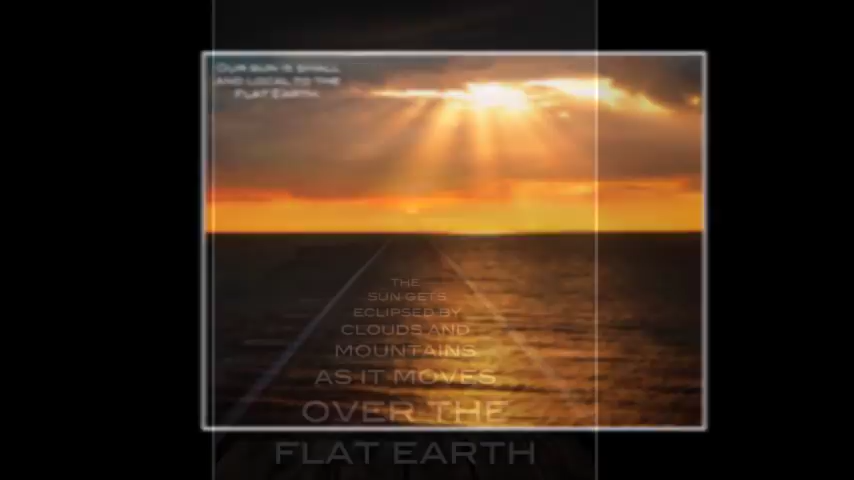 OUR SUN IS SMALL
AND LOCAL TO THE
FLAT EARTH.
THE
SUN GETS
ECLIPSED BY
CLOUDS AND
MOUNTAINS
AS IT MOVES
OVER THE
FLAT EARTH